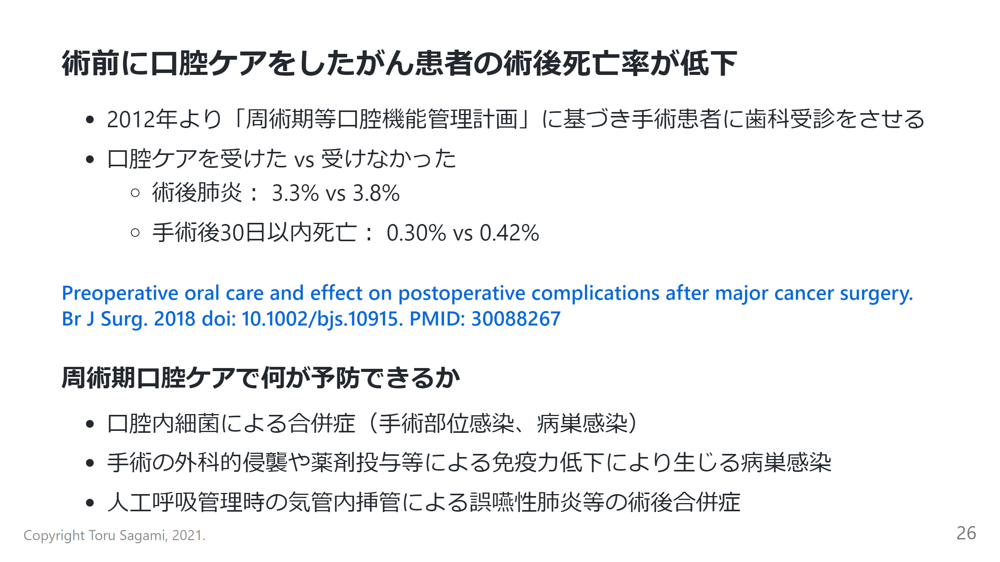 術前に口腔ケアをしたがん患者の術後死亡率が低下
• 2012年より「周術期等口腔機能管理計画」に基づき手術患者に歯科受診をさせる
• 口腔ケアを受けた vs 受けなかった
○ 術後肺炎： 3.3% vs 3.8%
○ 手術後30日以内死亡： 0.30% vs 0.42%
Preoperative oral care and effect on postoperative complications after major cancer surgery.
Br J Surg. 2018 doi: 10.1002/bjs.10915. PMID: 30088267
周術期口腔ケアで何が予防できるか
• 口腔内細菌による合併症（手術部位感染、病巣感染）
• 手術の外科的侵襲や薬剤投与等による免疫力低下により生じる病巣感染
• 人工呼吸管理時の気管内挿管による誤嚥性肺炎等の術後合併症
Copyright Toru Sagami, 2021.
26